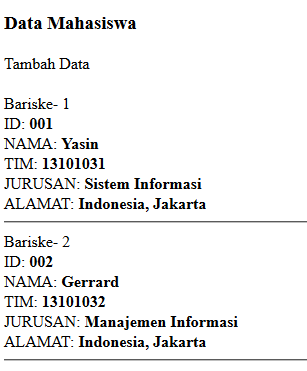 Data Mahasiswa
Tambah Data
Bariske- 1
ID: 001
NAMA: Yasin
TIM: 13101031
JURUSAN: Sistem Informasi
ALAMAT: Indonesia, Jakarta
Bariske- 2
ID: 002
NAMA: Gerrard
TIM: 13101032
JURUSAN: Manajemen Informasi
ALAMAT: Indonesia, Jakarta